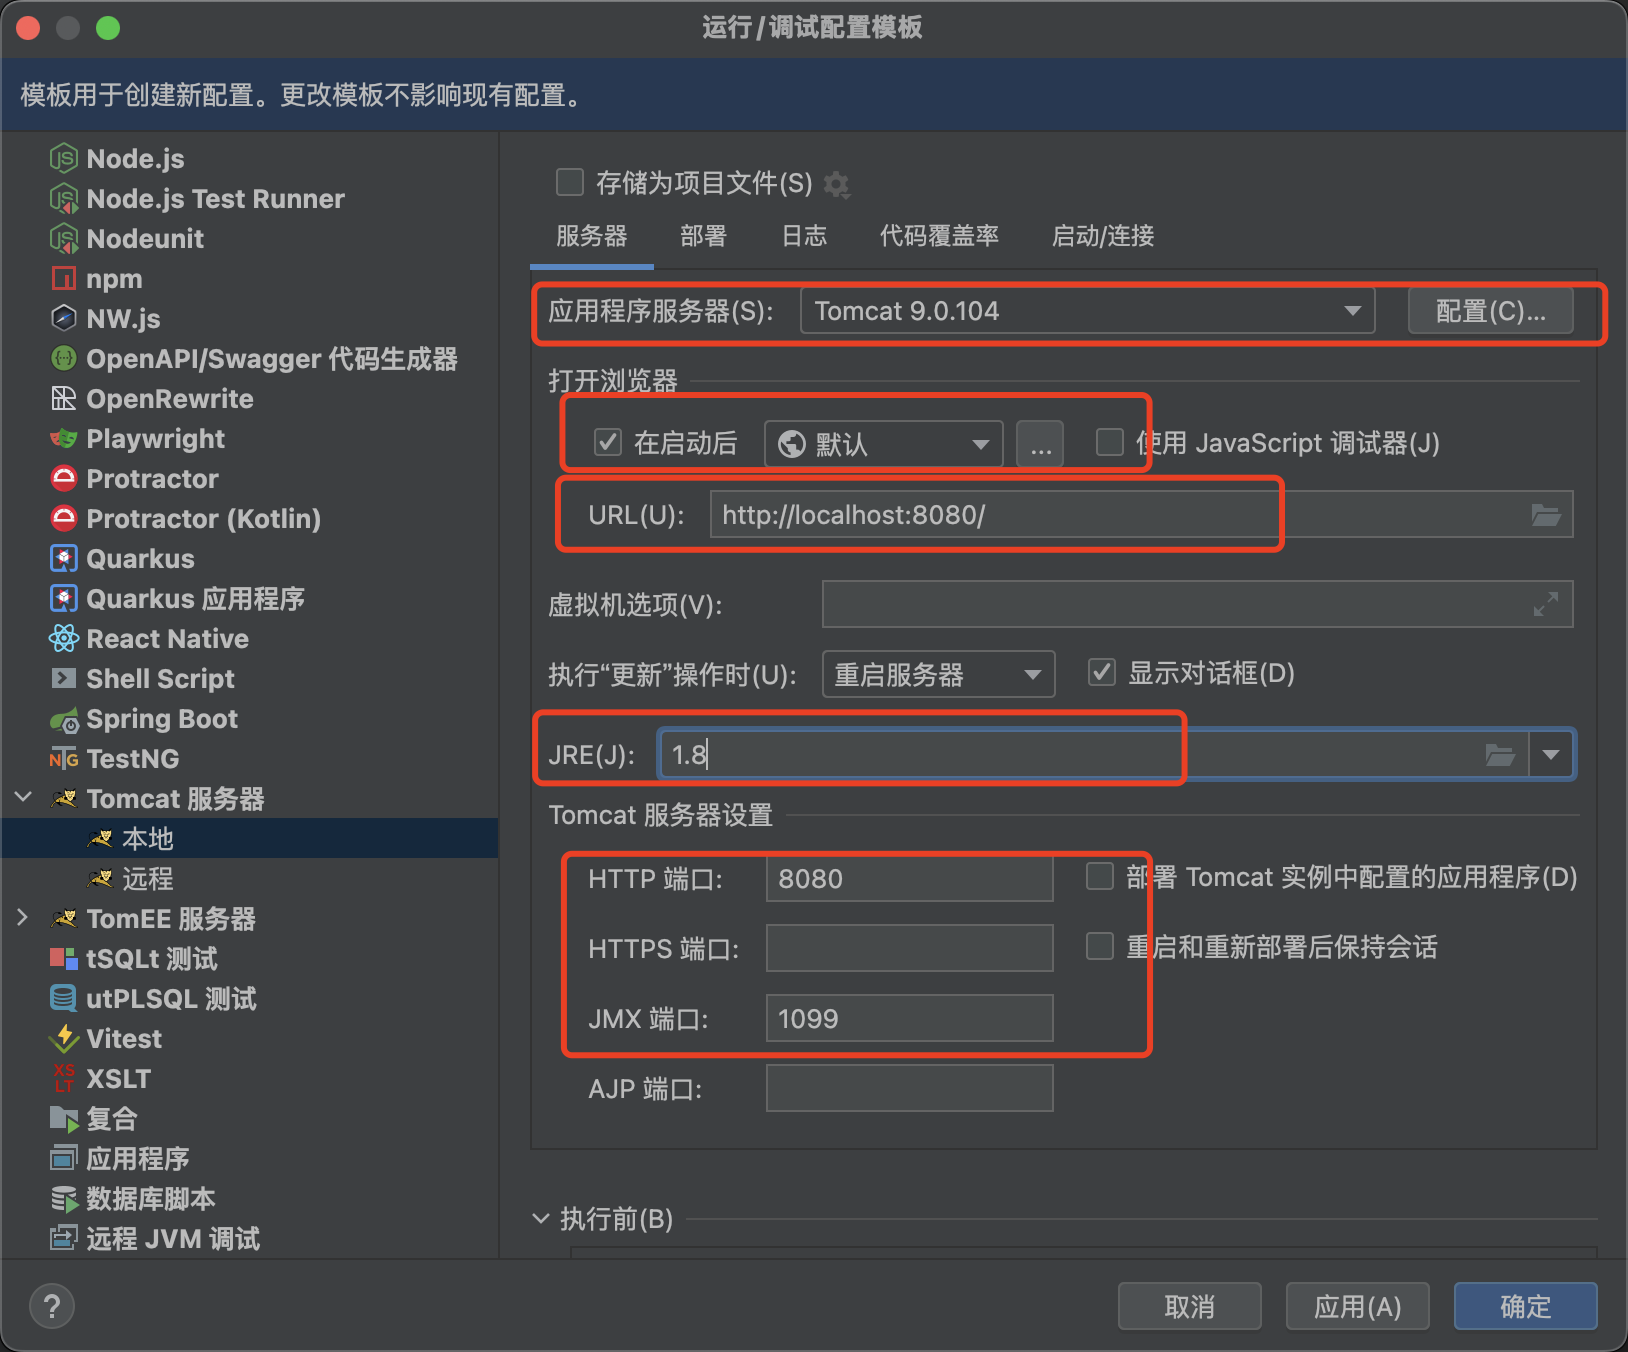 运行/调试配置模板
模板用于创建新配置。更改模板不影响现有配置。
Node.js
Node.js Test Runner
Nodeunit
npm
NW.js
OpenAPI/Swagger 代码生成器
OpenRewrite
Playwright
Protractor
Protractor (Kotlin)
Quarkus
Quarkus 应用程序
React Native
Shell Script
Spring Boot
TestNG
Tomcat 服务器
本地
远程
TomEE 服务器
tSQLt 测试
utPLSQL 测试
Vitest
XSLT
复合
应用程序
数据库脚本
远程 JVM 调试
存储为项目文件(S)
服务器 部署 日志 代码覆盖率 启动/连接
应用程序服务器(S): Tomcat 9.0.104 配置(C)...
打开浏览器
在启动后 默认 ... 使用 JavaScript 调试器(J)
URL(U): http://localhost:8080/
虚拟机选项(V):
执行“更新”操作时(U): 重启服务器 显示对话框(D)
JRE(J): 1.8
Tomcat 服务器设置
HTTP 端口: 8080 部署 Tomcat 实例中配置的应用程序(D)
HTTPS 端口: 重启和重新部署后保持会话
JMX 端口: 1099
AJP 端口:
执行前(B)
? 取消 应用(A) 确定